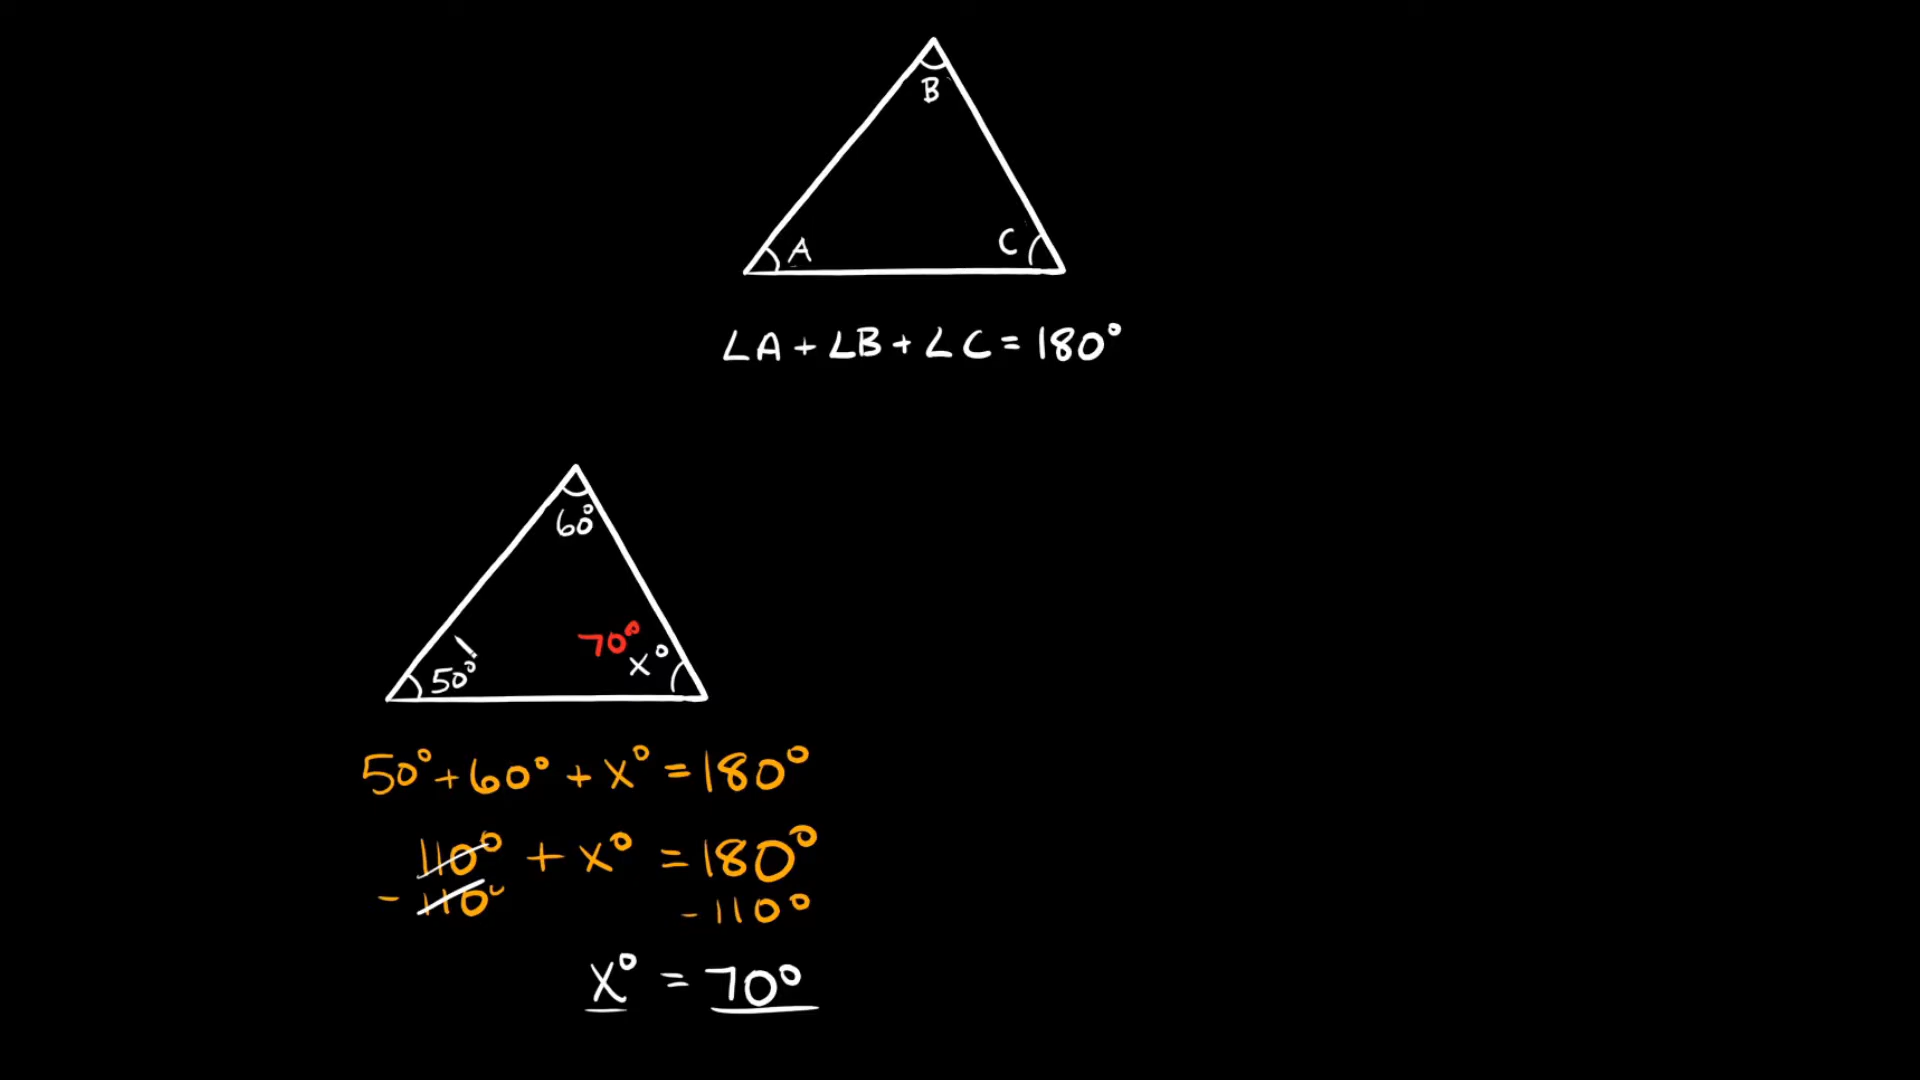 B
A
C
∠A + ∠B + ∠C = 180°
60°
70°
50°
x°
50° + 60° + x° = 180°
110° + x° = 180°
- 110° - 110°
x° = 70°